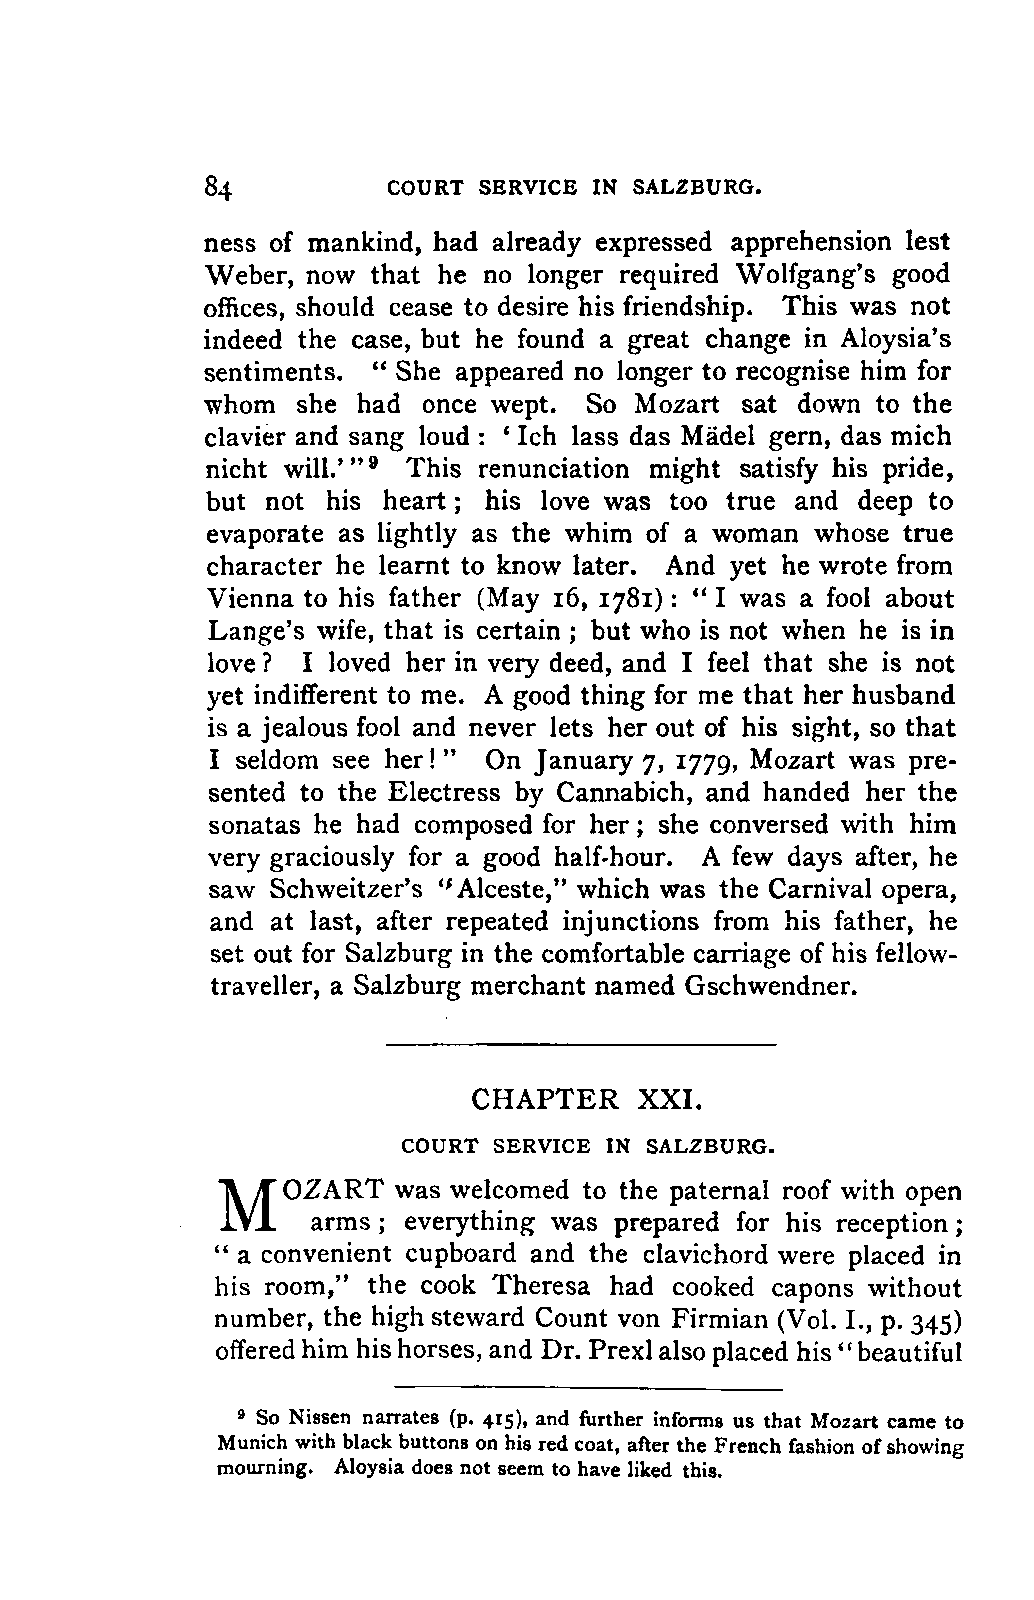 84 COURT SERVICE IN SALZBURG.
ness of mankind, had already expressed apprehension lest
Weber, now that he no longer required Wolfgang's good
offices, should cease to desire his friendship. This was not
indeed the case, but he found a great change in Aloysia's
sentiments. “ She appeared no longer to recognise him for
whom she had once wept. So Mozart sat down to the
clavier and sang loud : ‘ Ich lass das Mädel gern, das mich
nicht will.’ ”⁹ This renunciation might satisfy his pride,
but not his heart ; his love was too true and deep to
evaporate as lightly as the whim of a woman whose true
character he learnt to know later. And yet he wrote from
Vienna to his father (May 16, 1781) : “ I was a fool about
Lange's wife, that is certain ; but who is not when he is in
love ? I loved her in very deed, and I feel that she is not
yet indifferent to me. A good thing for me that her husband
is a jealous fool and never lets her out of his sight, so that
I seldom see her ! ” On January 7, 1779, Mozart was pre-
sented to the Electress by Cannabich, and handed her the
sonatas he had composed for her ; she conversed with him
very graciously for a good half-hour. A few days after, he
saw Schweitzer's “Alceste,” which was the Carnival opera,
and at last, after repeated injunctions from his father, he
set out for Salzburg in the comfortable carriage of his fellow-
traveller, a Salzburg merchant named Gschwendner.
CHAPTER XXI.
COURT SERVICE IN SALZBURG.
MOZART was welcomed to the paternal roof with open
arms ; everything was prepared for his reception ;
“ a convenient cupboard and the clavichord were placed in
his room,” the cook Theresa had cooked capons without
number, the high steward Count von Firmian (Vol. I., p. 345)
offered him his horses, and Dr. Prexl also placed his “ beautiful
⁹ So Nissen narrates (p. 415), and further informs us that Mozart came to
Munich with black buttons on his red coat, after the French fashion of showing
mourning. Aloysia does not seem to have liked this.